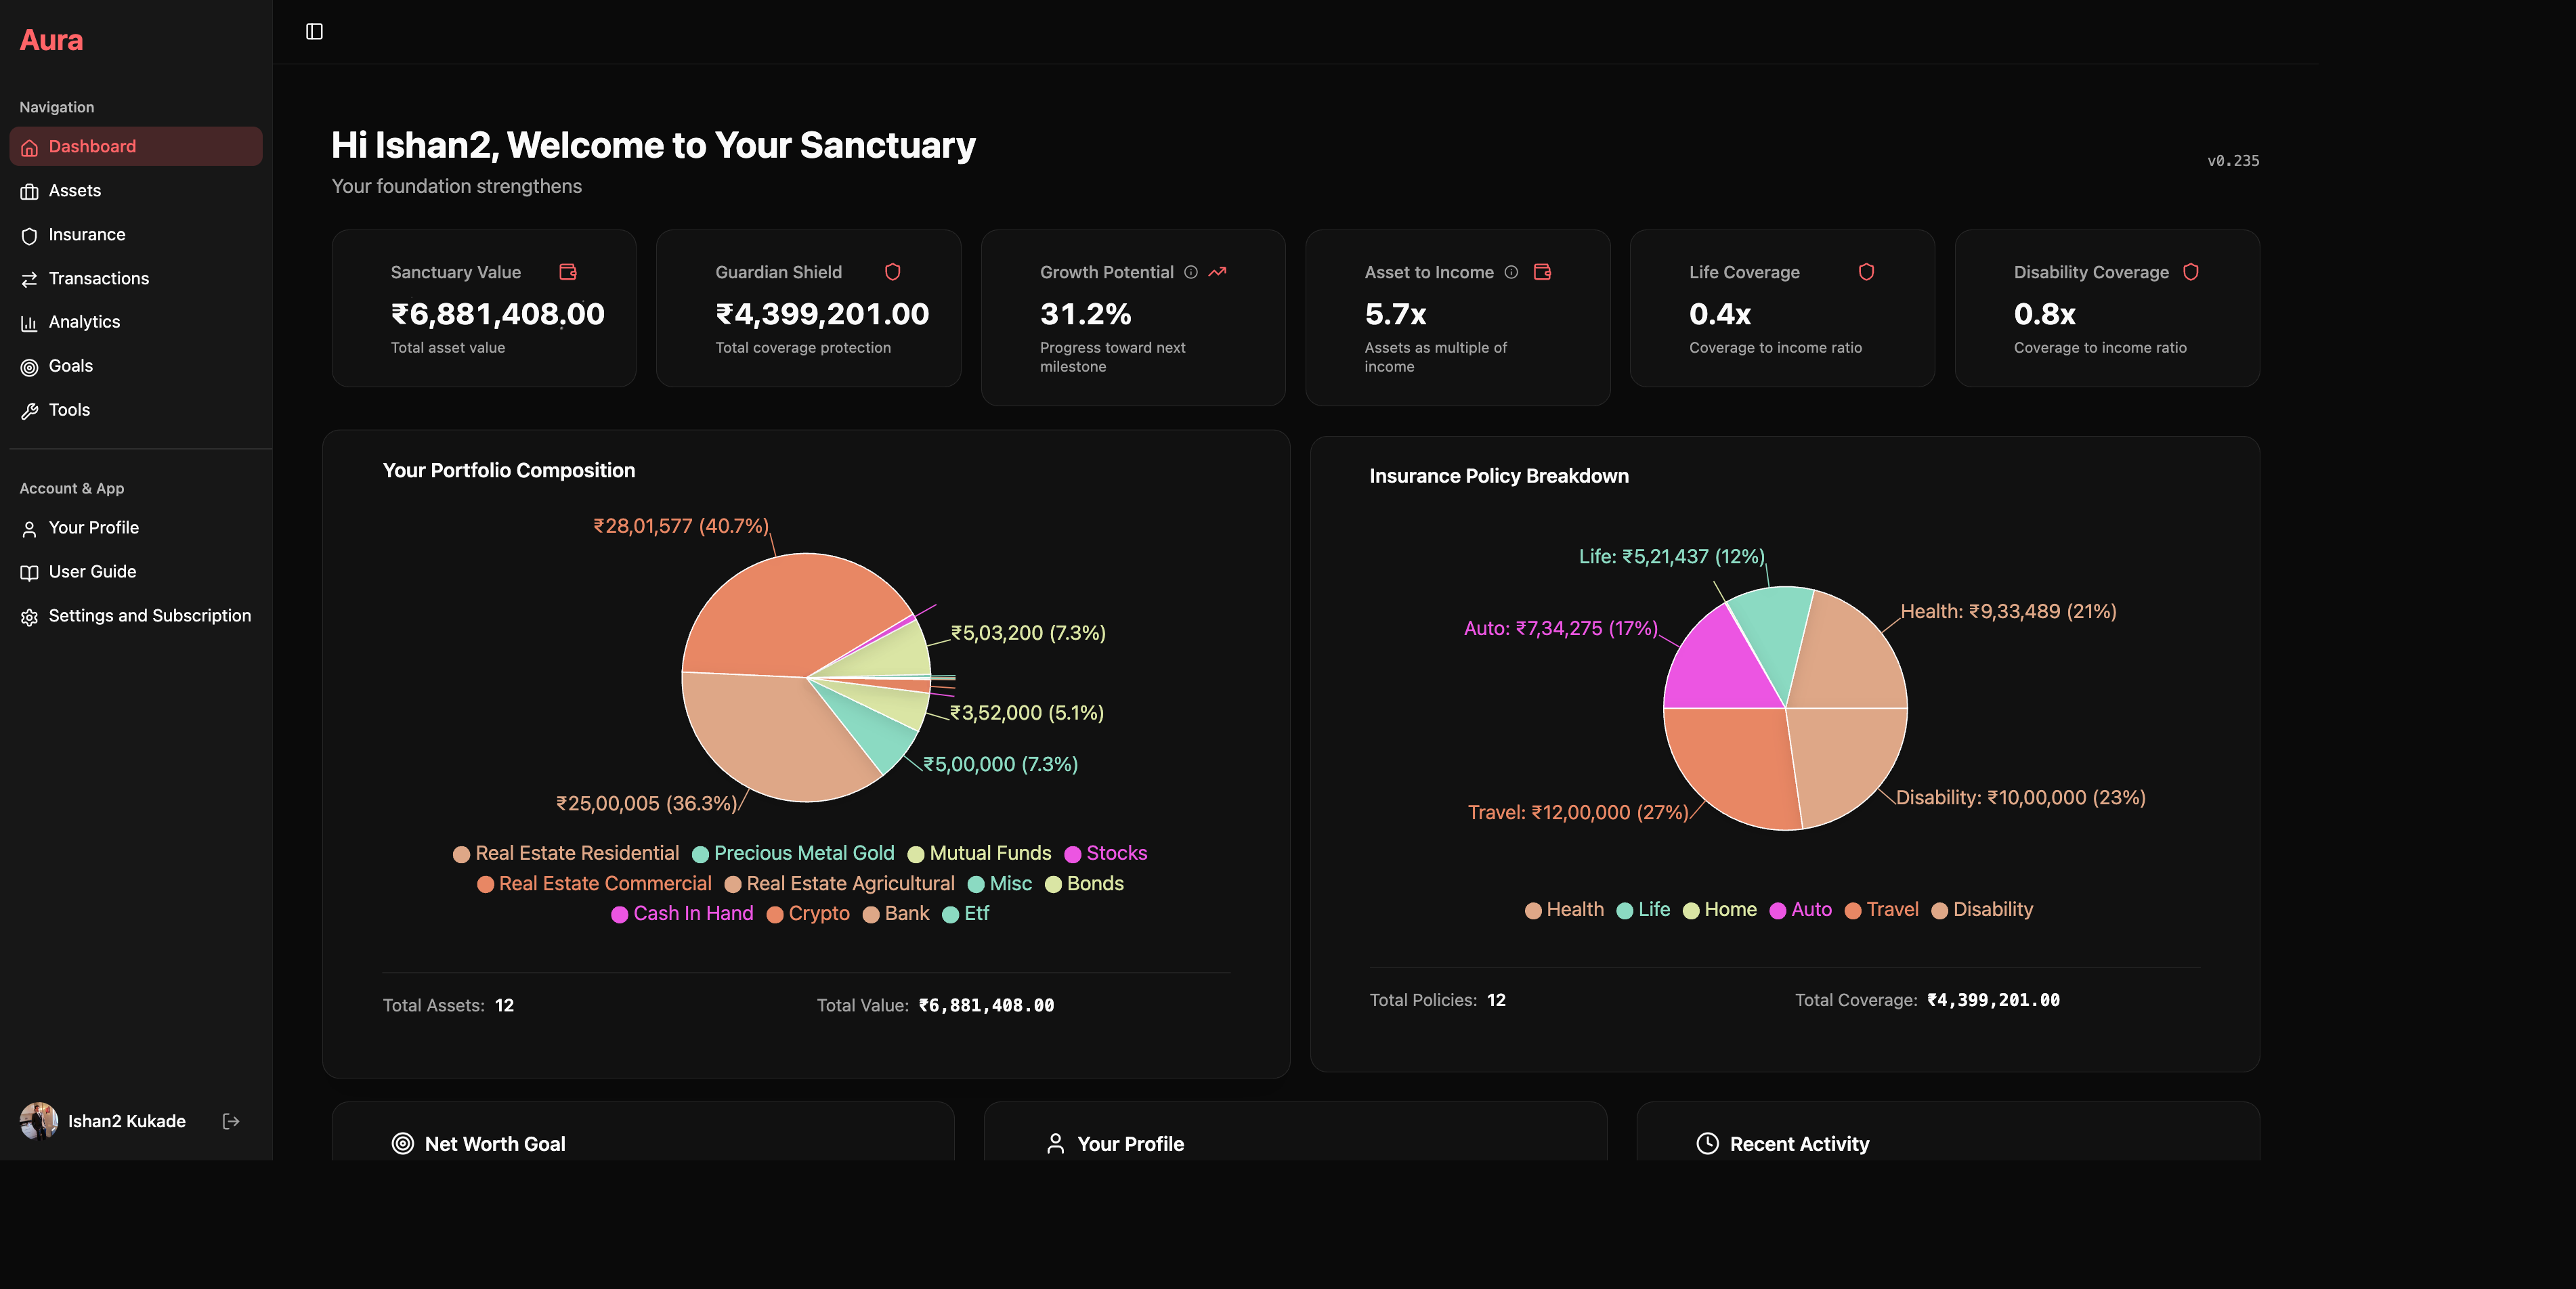 Aura
Navigation
Dashboard
Assets
Insurance
Transactions
Analytics
Goals
Tools
Account & App
Your Profile
User Guide
Settings and Subscription
Ishan2 Kukade
Hi Ishan2, Welcome to Your Sanctuary
v0.235
Your foundation strengthens
Sanctuary Value
₹6,881,408.00
Total asset value
Guardian Shield
₹4,399,201.00
Total coverage protection
Growth Potential
31.2%
Progress toward next
milestone
Asset to Income
5.7x
Assets as multiple of
income
Life Coverage
0.4x
Coverage to income ratio
Disability Coverage
0.8x
Coverage to income ratio
Your Portfolio Composition
₹28,01,577 (40.7%)
₹5,03,200 (7.3%)
₹3,52,000 (5.1%)
₹5,00,000 (7.3%)
₹25,00,005 (36.3%)
Real Estate Residential Precious Metal Gold Mutual Funds Stocks
Real Estate Commercial Real Estate Agricultural Misc Bonds
Cash In Hand Crypto Bank Etf
Total Assets: 12 Total Value: ₹6,881,408.00
Insurance Policy Breakdown
Life: ₹5,21,437 (12%)
Health: ₹9,33,489 (21%)
Auto: ₹7,34,275 (17%)
Disability: ₹10,00,000 (23%)
Travel: ₹12,00,000 (27%)
Health Life Home Auto Travel Disability
Total Policies: 12 Total Coverage: ₹4,399,201.00
Net Worth Goal
Your Profile
Recent Activity